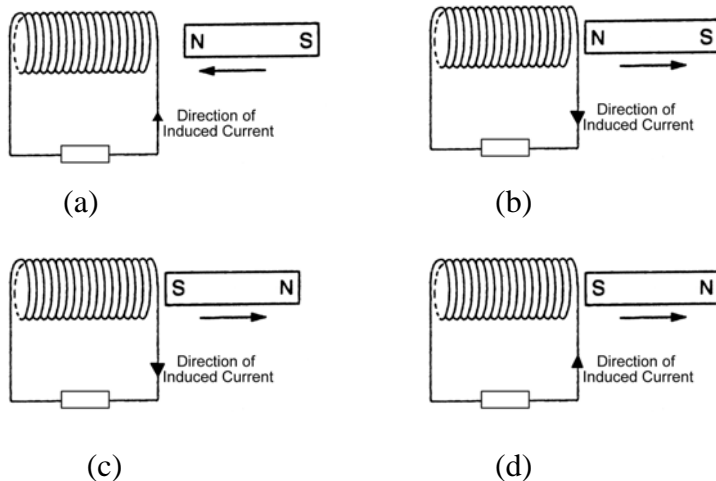 N S
Direction of
Induced Current
(a)
N S
Direction of
Induced Current
(b)
S N
Direction of
Induced Current
(c)
S N
Direction of
Induced Current
(d)